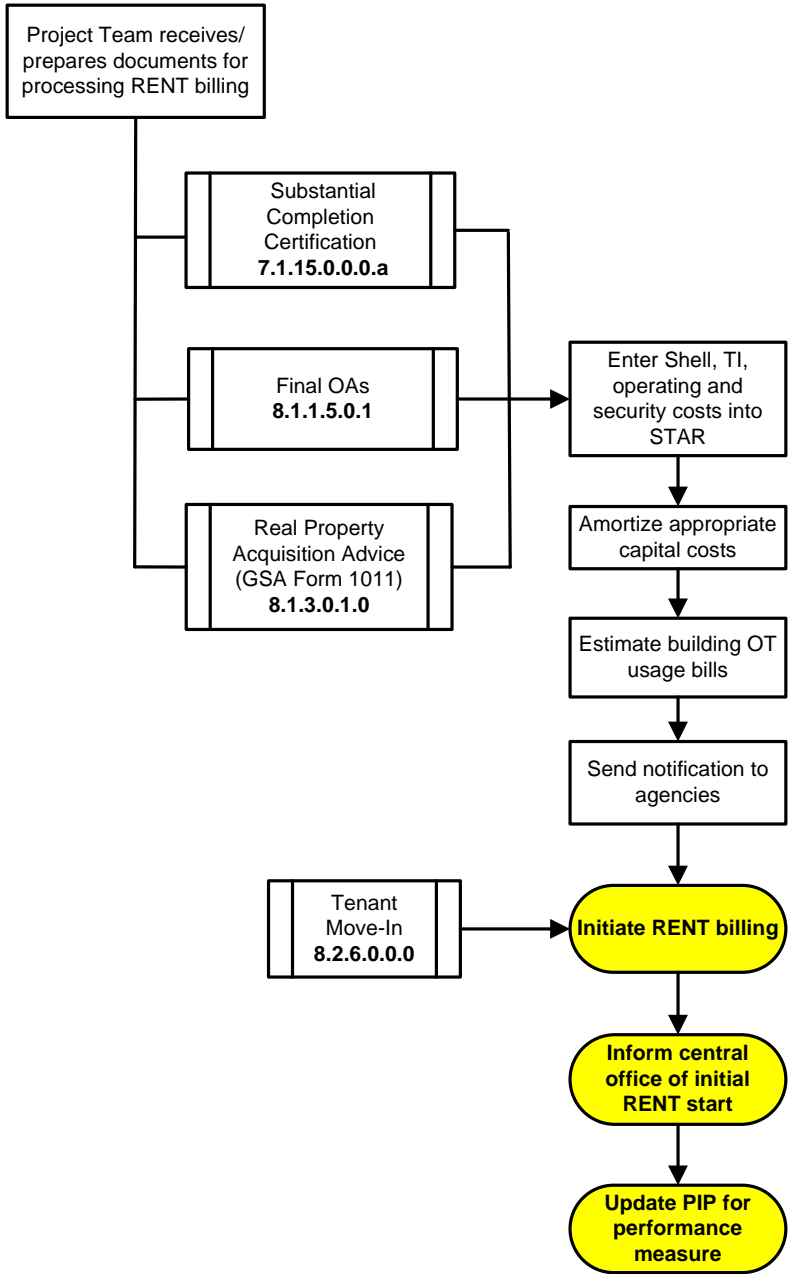 Project Team receives/
prepares documents for
processing RENT billing
Substantial
Completion
Certification
7.1.15.0.0.0.a
Final OAs
8.1.1.5.0.1
Real Property
Acquisition Advice
(GSA Form 1011)
8.1.3.0.1.0
Enter Shell, TI,
operating and
security costs into
STAR
Amortize appropriate
capital costs
Estimate building OT
usage bills
Send notification to
agencies
Tenant
Move-In
8.2.6.0.0.0
Initiate RENT billing
Inform central
office of initial
RENT start
Update PIP for
performance
measure